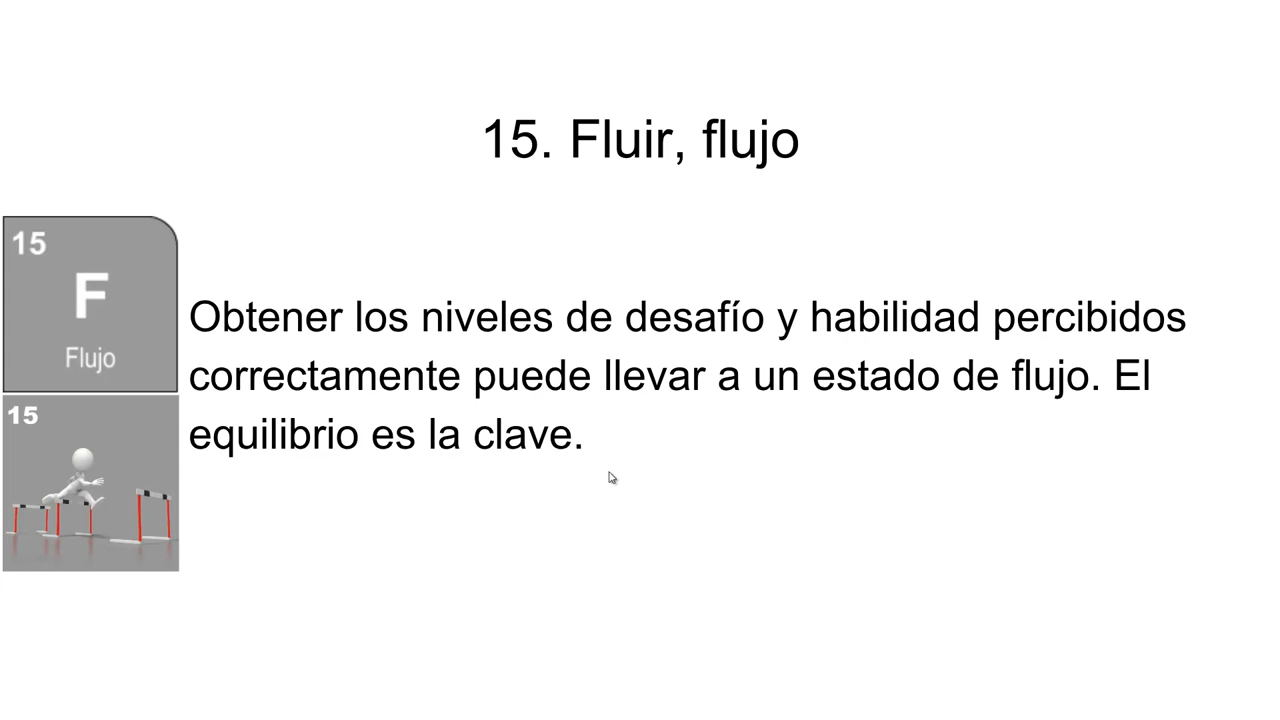 15. Fluir, flujo
15
F
Flujo
Obtener los niveles de desafío y habilidad percibidos
correctamente puede llevar a un estado de flujo. El
equilibrio es la clave.
15